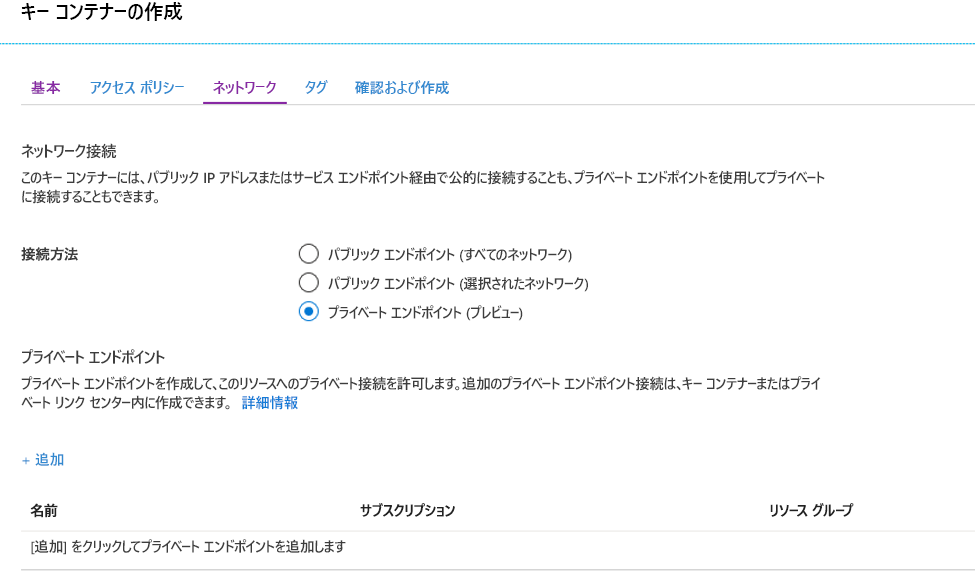 キー コンテナーの作成
基本 アクセス ポリシー ネットワーク タグ 確認および作成
ネットワーク接続
このキー コンテナーには、パブリック IP アドレスまたはサービス エンドポイント経由で公的に接続することも、プライベート エンドポイントを使用してプライベート
に接続することもできます。
接続方法
パブリック エンドポイント (すべてのネットワーク)
パブリック エンドポイント (選択されたネットワーク)
プライベート エンドポイント (プレビュー)
プライベート エンドポイント
プライベート エンドポイントを作成して、このリソースへのプライベート接続を許可します。追加のプライベート エンドポイント接続は、キー コンテナーまたはプライ
ベート リンク センター内に作成できます。 詳細情報
+ 追加
名前 サブスクリプション リソース グループ
[追加] をクリックしてプライベート エンドポイントを追加します